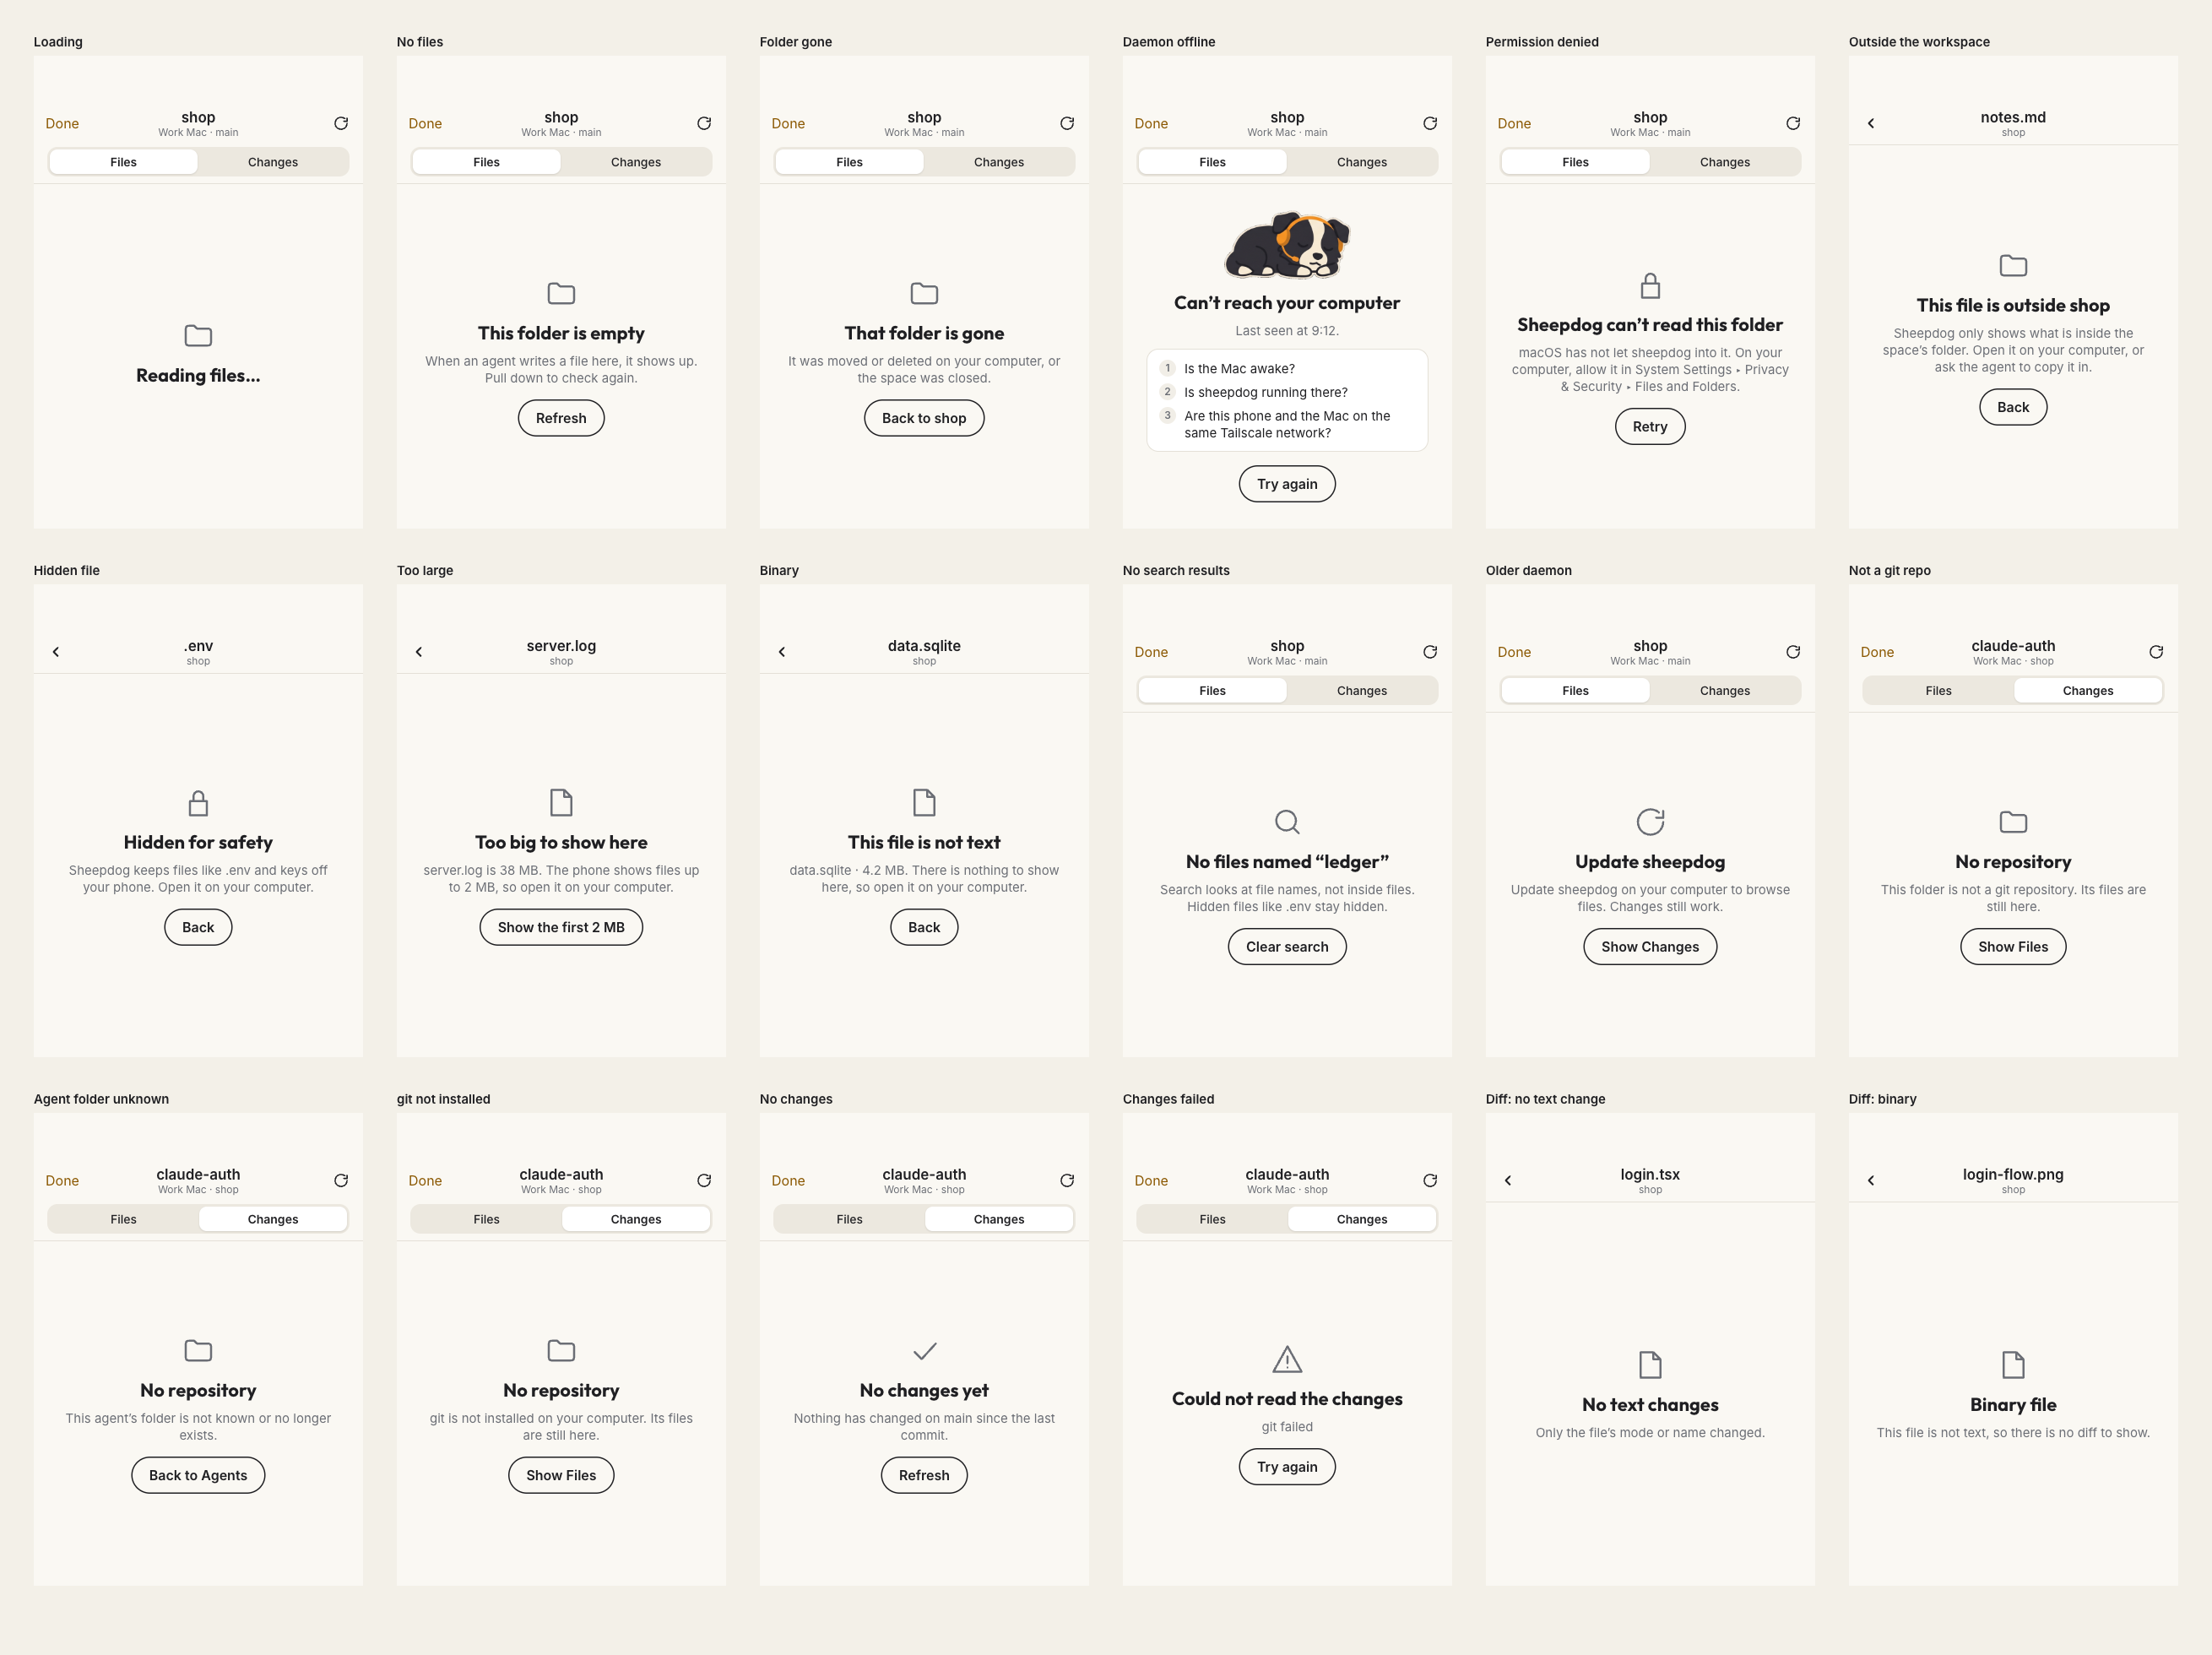 Loading
Done
shop
Work Mac · main
Files
Changes
Reading files...
No files
Done
shop
Work Mac · main
Files
Changes
This folder is empty
When an agent writes a file here, it shows up.
Pull down to check again.
Refresh
Folder gone
Done
shop
Work Mac · main
Files
Changes
That folder is gone
It was moved or deleted on your computer, or
the space was closed.
Back to shop
Daemon offline
Done
shop
Work Mac · main
Files
Changes
Can’t reach your computer
Last seen at 9:12.
1 Is the Mac awake?
2 Is sheepdog running there?
3 Are this phone and the Mac on the
same Tailscale network?
Try again
Permission denied
Done
shop
Work Mac · main
Files
Changes
Sheepdog can’t read this folder
macOS has not let sheepdog into it. On your
computer, allow it in System Settings ▸ Privacy
& Security ▸ Files and Folders.
Retry
Outside the workspace
notes.md
shop
This file is outside shop
Sheepdog only shows what is inside the
space’s folder. Open it on your computer, or
ask the agent to copy it in.
Back
Hidden file
.env
shop
Hidden for safety
Sheepdog keeps files like .env and keys off
your phone. Open it on your computer.
Back
Too large
server.log
shop
Too big to show here
server.log is 38 MB. The phone shows files up
to 2 MB, so open it on your computer.
Show the first 2 MB
Binary
data.sqlite
shop
This file is not text
data.sqlite · 4.2 MB. There is nothing to show
here, so open it on your computer.
Back
No search results
Done
shop
Work Mac · main
Files
Changes
No files named “ledger”
Search looks at file names, not inside files.
Hidden files like .env stay hidden.
Clear search
Older daemon
Done
shop
Work Mac · main
Files
Changes
Update sheepdog
Update sheepdog on your computer to browse
files. Changes still work.
Show Changes
Not a git repo
Done
claude-auth
Work Mac · shop
Files
Changes
No repository
This folder is not a git repository. Its files are
still here.
Show Files
Agent folder unknown
Done
claude-auth
Work Mac · shop
Files
Changes
No repository
This agent’s folder is not known or no longer
exists.
Back to Agents
git not installed
Done
claude-auth
Work Mac · shop
Files
Changes
No repository
git is not installed on your computer. Its files
are still here.
Show Files
No changes
Done
claude-auth
Work Mac · shop
Files
Changes
No changes yet
Nothing has changed on main since the last
commit.
Refresh
Changes failed
Done
claude-auth
Work Mac · shop
Files
Changes
Could not read the changes
git failed
Try again
Diff: no text change
login.tsx
shop
No text changes
Only the file’s mode or name changed.
Diff: binary
login-flow.png
shop
Binary file
This file is not text, so there is no diff to show.